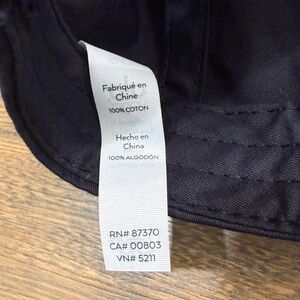 Fabriqué en
Chine
100% COTON
Hecho en
China
100% ALGODON
RN# 87370
CA# 00803
VN# 5211